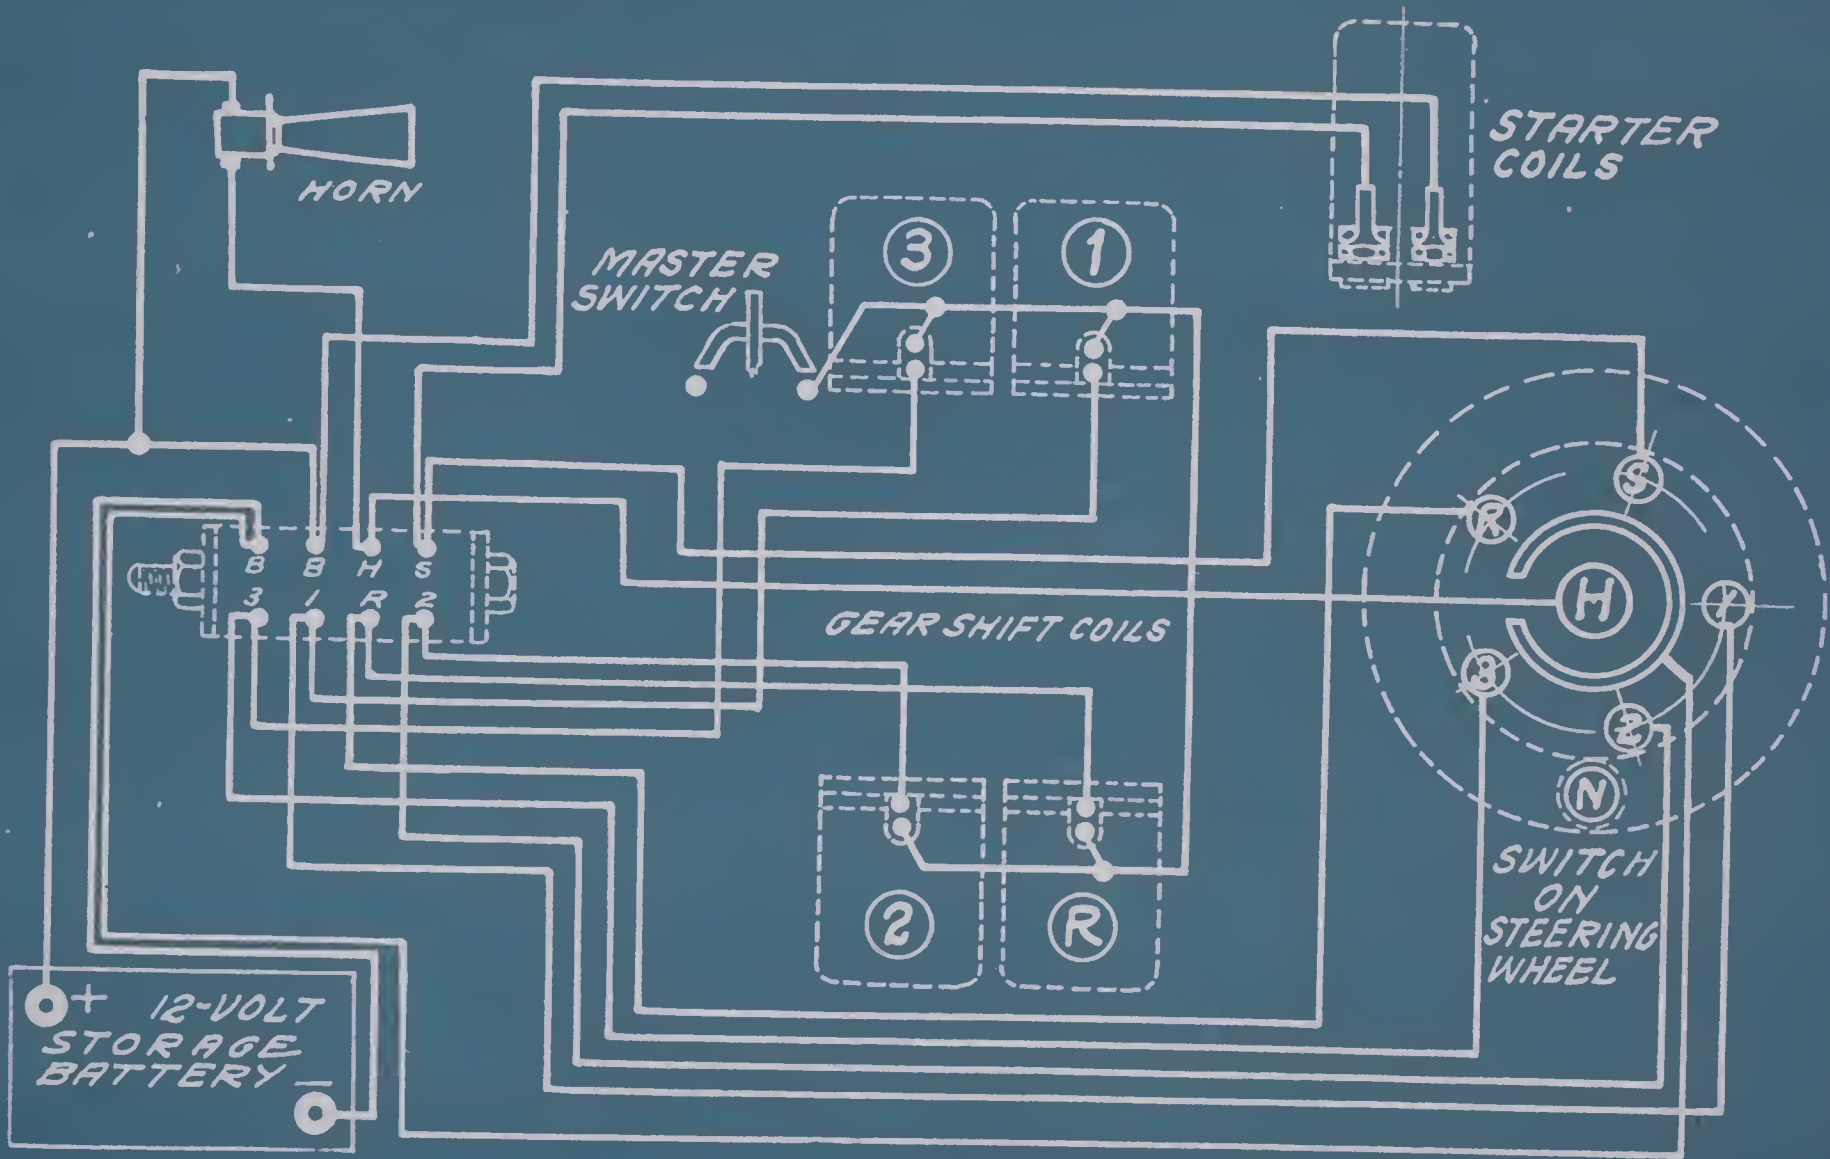 HORN
STARTER
COILS
MASTER
SWITCH
3
1
S
R
B B H S
3 1 R 2
H
1
GEAR SHIFT COILS
3
2
N
SWITCH
ON
STEERING
WHEEL
2
R
+ 12-VOLT
STORAGE
BATTERY -